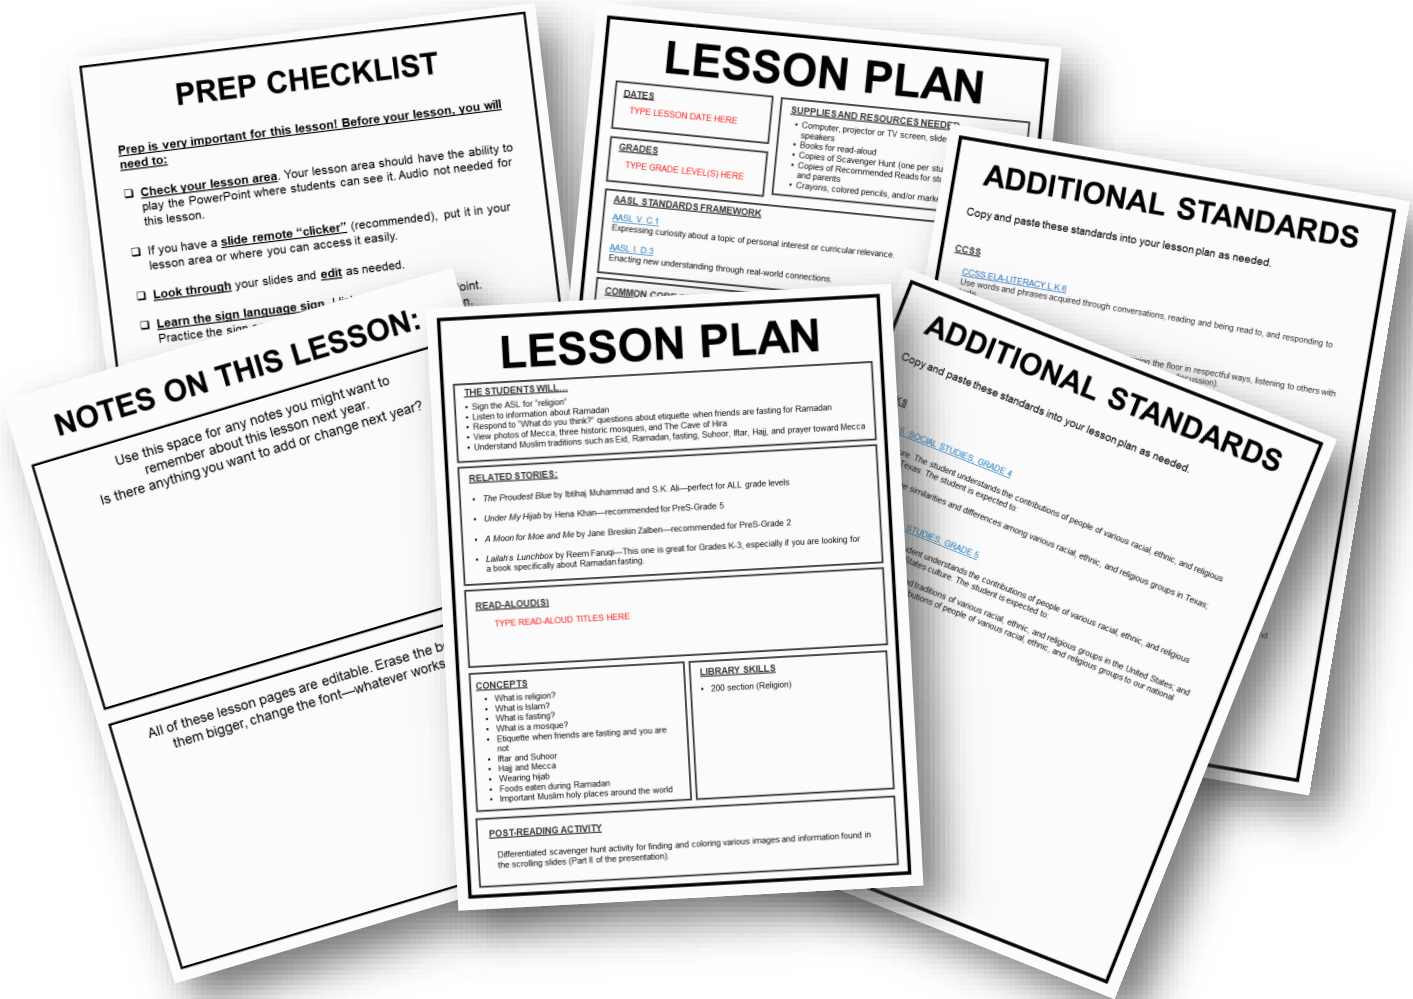 PREP CHECKLIST
Prep is very important for this lesson! Before your lesson, you will
need to:
Check your lesson area. Your lesson area should have the ability to
play the PowerPoint where students can see it. Audio not needed for
this lesson.
If you have a slide remote “clicker” (recommended), put it in your
lesson area or where you can access it easily.
Look through your slides and edit as needed.
Learn the sign language sign.
Practice the sign
LESSON PLAN
DATES
TYPE LESSON DATE HERE
GRADES
TYPE GRADE LEVEL(S) HERE
SUPPLIES AND RESOURCES NEEDED
• Computer, projector or TV screen, slide
speakers
• Books for read-aloud
• Copies of Scavenger Hunt (one per
• Copies of Recommended Reads for
and parents
• Crayons, colored pencils, and/or
AASL STANDARDS FRAMEWORK
AASL V. C.1
Expressing curiosity about a topic of personal interest or curricular relevance.
AASL I. D.3
Enacting new understanding through real-world connections.
COMMON CORE
ADDITIONAL STANDARDS
Copy and paste these standards into your lesson plan as needed.
CCSS
CCSS.ELA-LITERACY.L.K.6
Use words and phrases acquired through conversations, reading and being read to, and responding to
the floor in respectful ways, listening to others with
NOTES ON THIS LESSON:
Use this space for any notes you might want to
remember about this lesson next year.
Is there anything you want to add or change next year?
All of these lesson pages are editable. Erase the
them bigger, change the font—whatever works
LESSON PLAN
THE STUDENTS WILL…
• Sign the ASL for “religion”
• Listen to information about Ramadan
• Respond to “What do you think?” questions about etiquette when friends are fasting for Ramadan
• View photos of Mecca, three historic mosques, and The Cave of Hira
• Understand Muslim traditions such as Eid, Ramadan, fasting, Suhoor, Iftar, Hajj, and prayer toward Mecca
RELATED STORIES:
• The Proudest Blue by Ibtihaj Muhammad and S.K. Ali—perfect for ALL grade levels
• Under My Hijab by Hena Khan—recommended for PreS-Grade 5
• A Moon for Moe and Me by Jane Breskin Zalben—recommended for PreS-Grade 2
• Lailah's Lunchbox by Reem Faruqi—This one is great for Grades K-3, especially if you are looking for
a book specifically about Ramadan fasting.
READ-ALOUD(S)
TYPE READ-ALOUD TITLES HERE
CONCEPTS
• What is religion?
• What is Islam?
• What is fasting?
• What is a mosque?
• Etiquette when friends are fasting and you are
not
• Iftar and Suhoor
• Hajj and Mecca
• Wearing hijab
• Foods eaten during Ramadan
• Important Muslim holy places around the world
LIBRARY SKILLS
• 200 section (Religion)
POST-READING ACTIVITY
Differentiated scavenger hunt activity for finding and coloring various images and information found in
the scrolling slides (Part II of the presentation).
ADDITIONAL STANDARDS
Copy and paste these standards into your lesson plan as needed.
SOCIAL STUDIES, GRADE 4
The student understands the contributions of people of various racial, ethnic, and religious
Texas. The student is expected to:
similarities and differences among various racial, ethnic, and religious groups in Texas;
STUDIES, GRADE 5
understands the contributions of people of various racial, ethnic, and religious
States culture. The student is expected to:
traditions of various racial, ethnic, and religious groups in the United States; and
of people of various racial, ethnic, and religious groups to our national